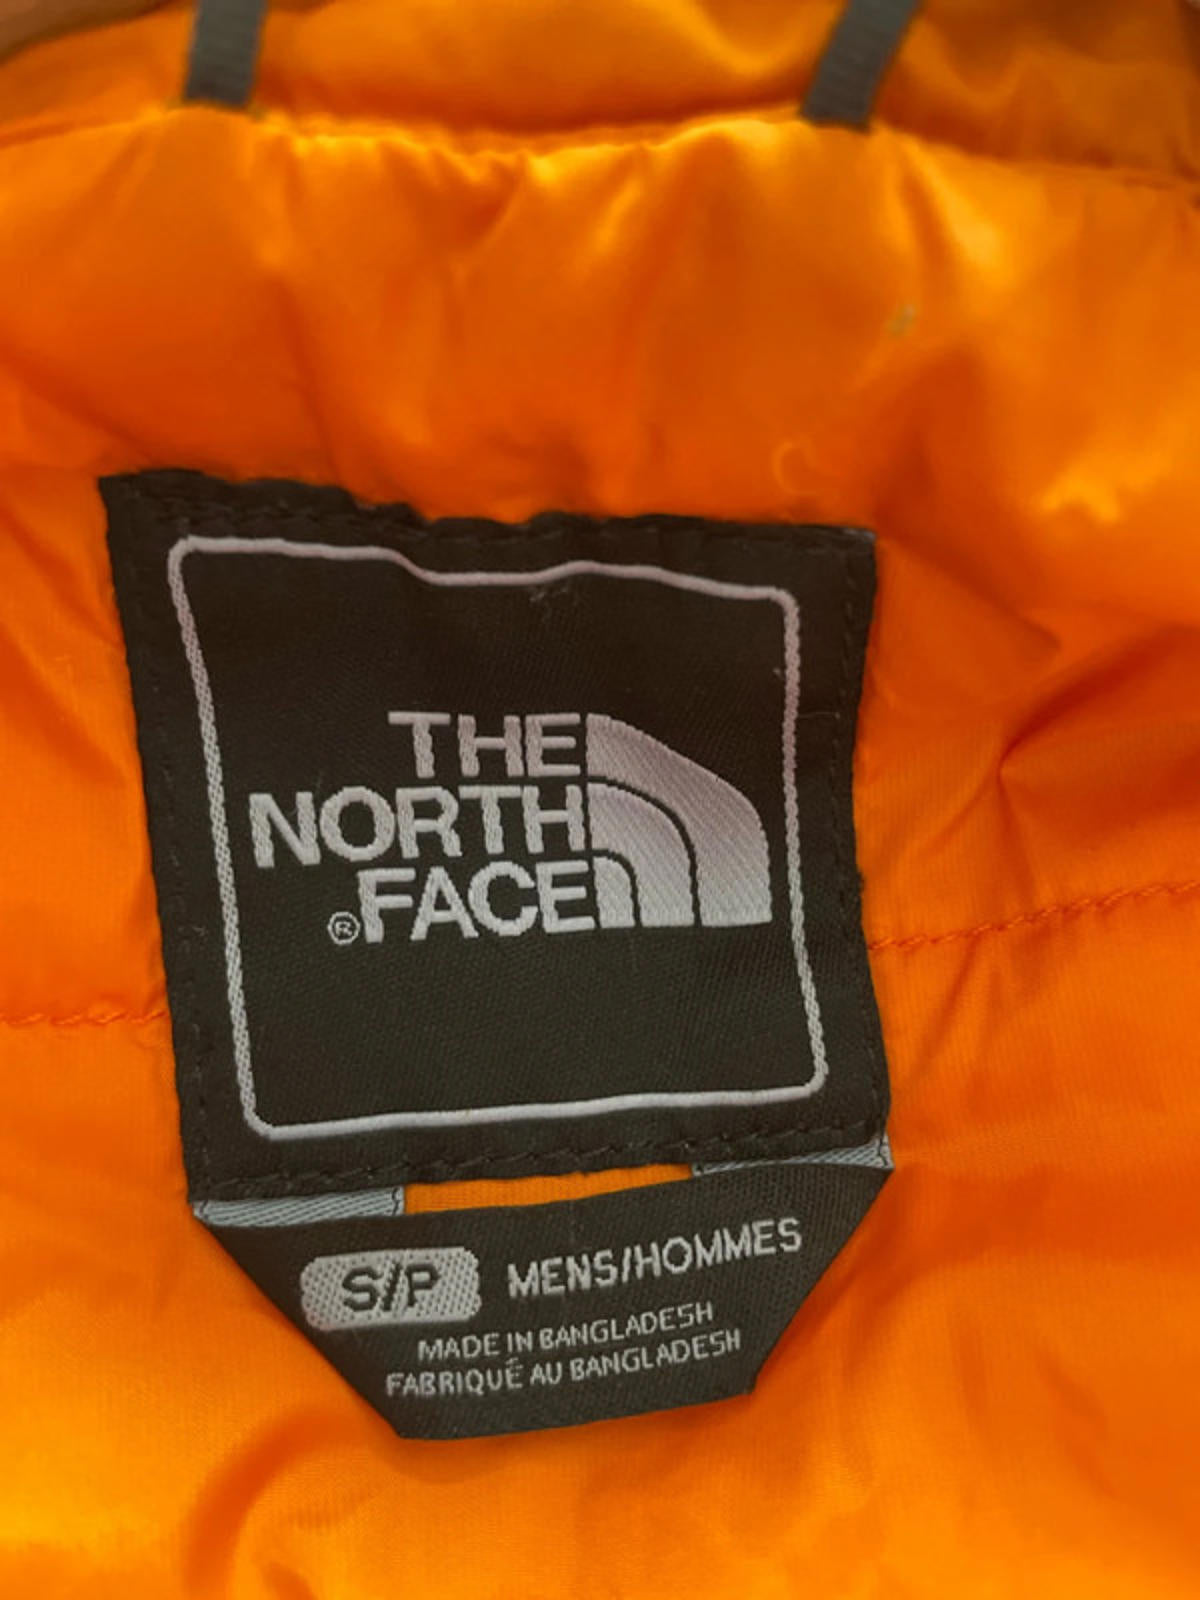 THE
NORTH
®FACE
S/P MENS/HOMMES
MADE IN BANGLADESH
FABRIQUÉ AU BANGLADESH